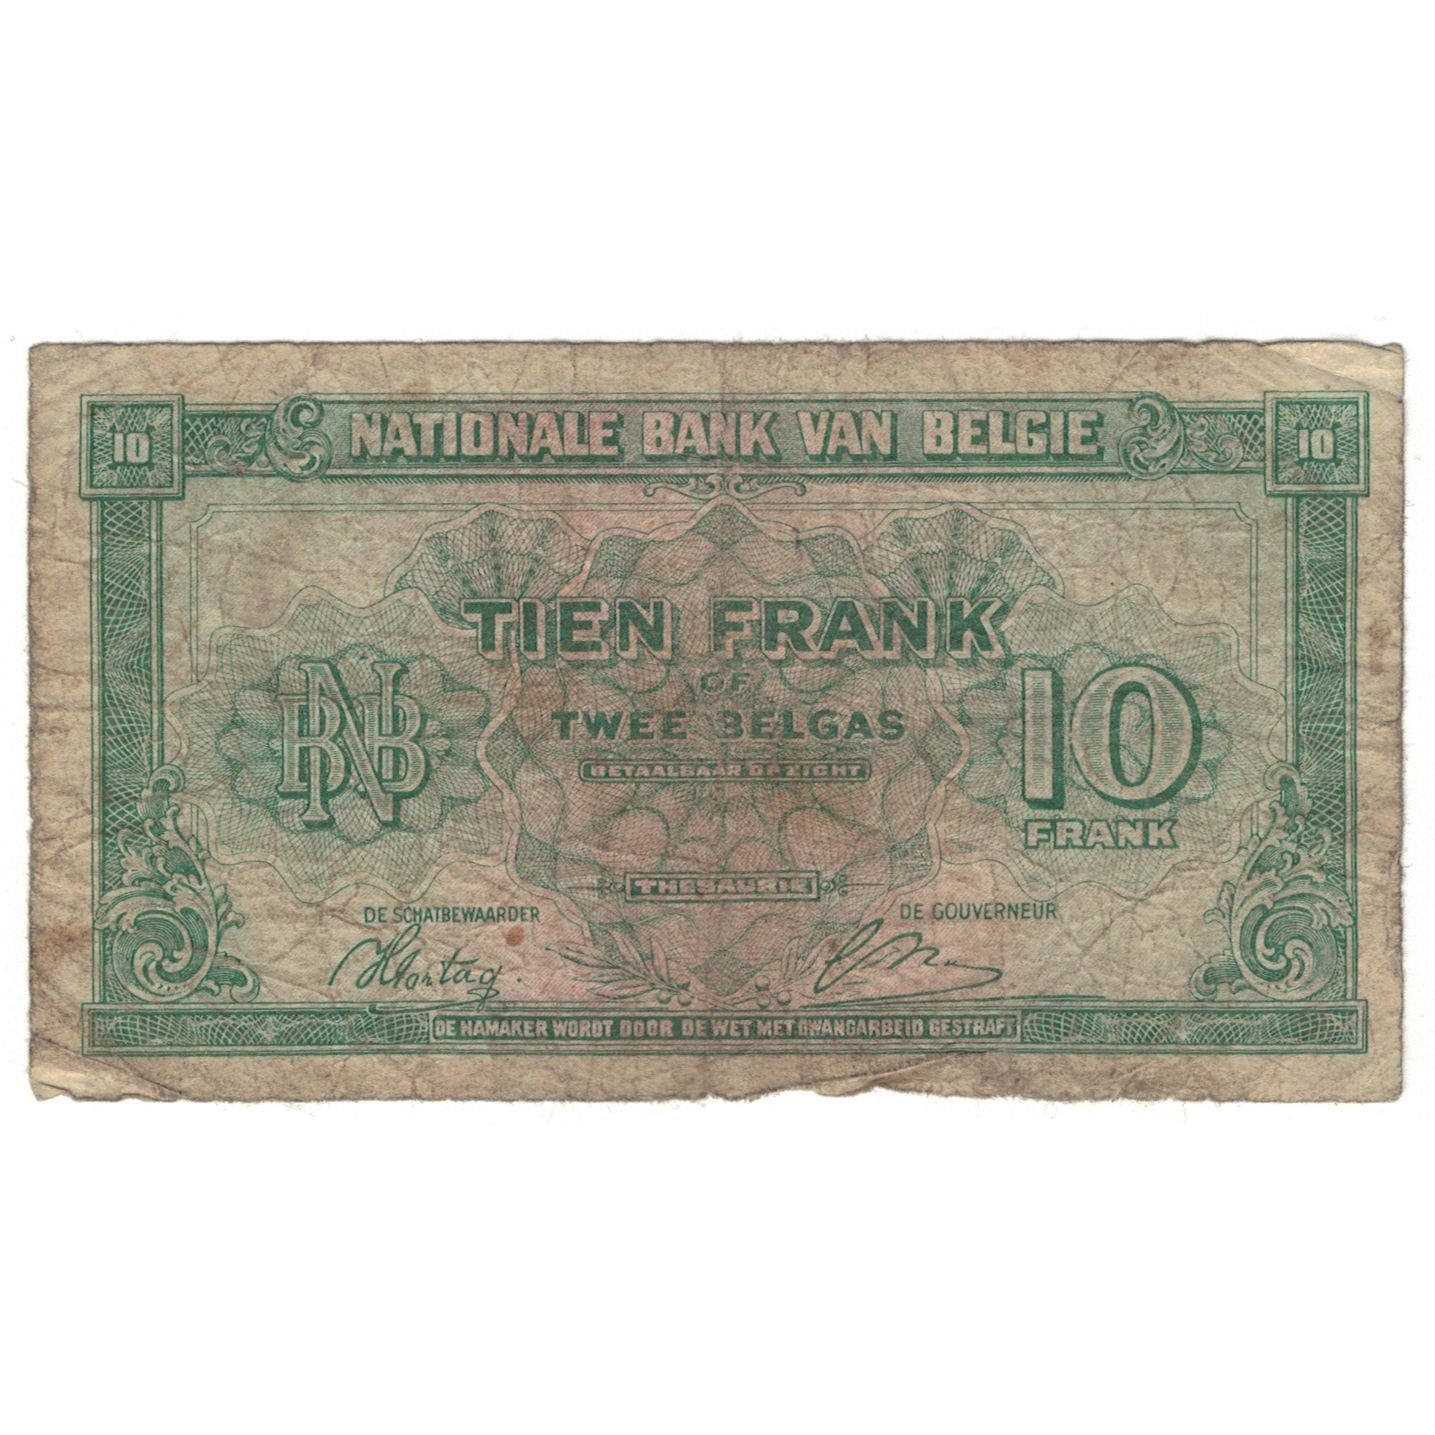 10 NATIONALE BANK VAN BELGIE 10
TIEN FRANK
OF
TWEE BELGAS
BETAALBAAR OP ZICHT
BNB
10
FRANK
THESAURIE
DE SCHATBEWAARDER
DE GOUVERNEUR
DE NAMAKER WORDT DOOR DE WET MET DWANGARBEID GESTRAFT